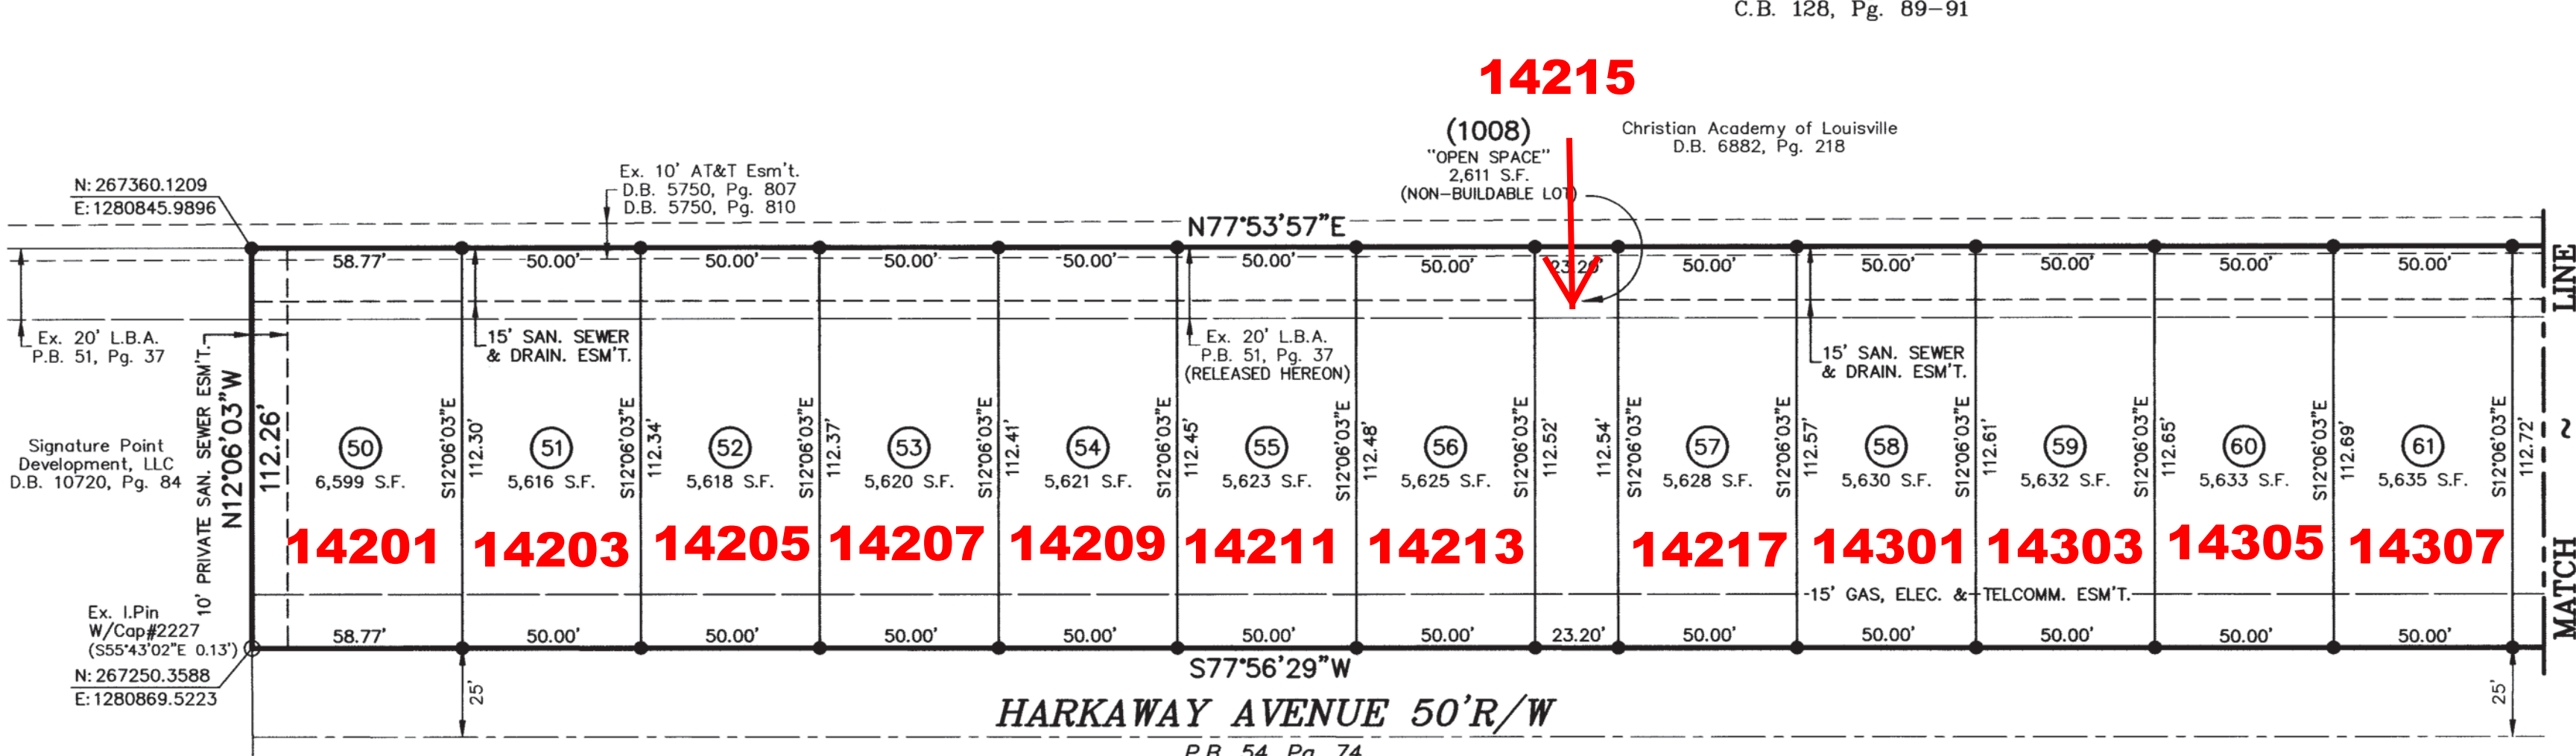 C.B. 128, Pg. 89-91
14215
(1008)
"OPEN SPACE"
2,611 S.F.
(NON-BUILDABLE LOT)
Christian Academy of Louisville
D.B. 6882, Pg. 218
N: 267360.1209
E: 1280845.9896
Ex. 10' AT&T Esm't.
D.B. 5750, Pg. 807
D.B. 5750, Pg. 810
N77°53'57"E
58.77'
50.00'
50.00'
50.00'
50.00'
50.00'
50.00'
23.20'
50.00'
50.00'
50.00'
50.00'
50.00'
Ex. 20' L.B.A.
P.B. 51, Pg. 37
10' PRIVATE SAN. SEWER ESM'T.
15' SAN. SEWER
& DRAIN. ESM'T.
Ex. 20' L.B.A.
P.B. 51, Pg. 37
(RELEASED HEREON)
15' SAN. SEWER
& DRAIN. ESM'T.
Signature Point
Development, LLC
D.B. 10720, Pg. 84
N12°06'03"W
112.26'
50
6,599 S.F.
S12°06'03"E
112.30'
51
5,616 S.F.
S12°06'03"E
112.34'
52
5,618 S.F.
S12°06'03"E
112.37'
53
5,620 S.F.
S12°06'03"E
112.41'
54
5,621 S.F.
S12°06'03"E
112.45'
55
5,623 S.F.
S12°06'03"E
112.48'
56
5,625 S.F.
S12°06'03"E
112.52'
112.54'
S12°06'03"E
57
5,628 S.F.
S12°06'03"E
112.57'
58
5,630 S.F.
S12°06'03"E
112.61'
59
5,632 S.F.
S12°06'03"E
112.65'
60
5,633 S.F.
S12°06'03"E
112.69'
61
5,635 S.F.
S12°06'03"E
112.72'
MATCH ~ LINE
14201
14203
14205
14207
14209
14211
14213
14217
14301
14303
14305
14307
15' GAS, ELEC. & TELCOMM. ESM'T.
Ex. I.Pin
W/Cap#2227
(S55°43'02"E 0.13')
N: 267250.3588
E: 1280869.5223
58.77'
50.00'
50.00'
50.00'
50.00'
50.00'
50.00'
23.20'
50.00'
50.00'
50.00'
50.00'
50.00'
S77°56'29"W
25'
25'
HARKAWAY AVENUE 50'R/W
P.B. 54, Pg. 74